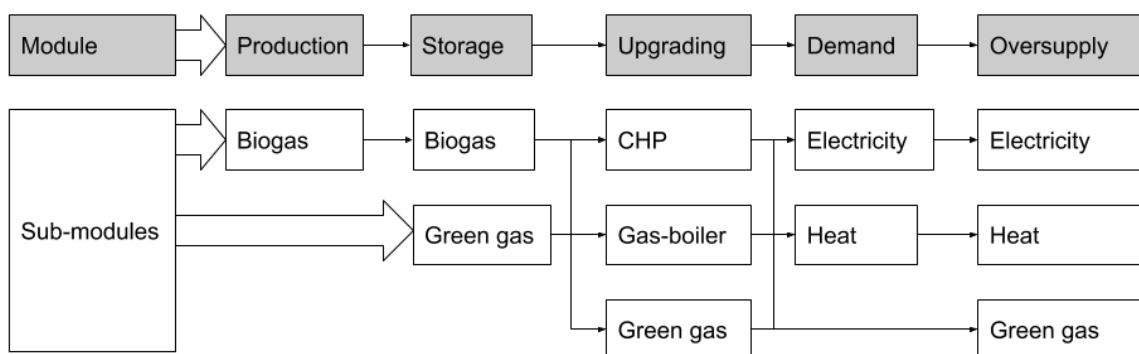 Module
Production
Storage
Upgrading
Demand
Oversupply
Biogas
Biogas
CHP
Electricity
Electricity
Sub-modules
Green gas
Gas-boiler
Heat
Heat
Green gas
Green gas